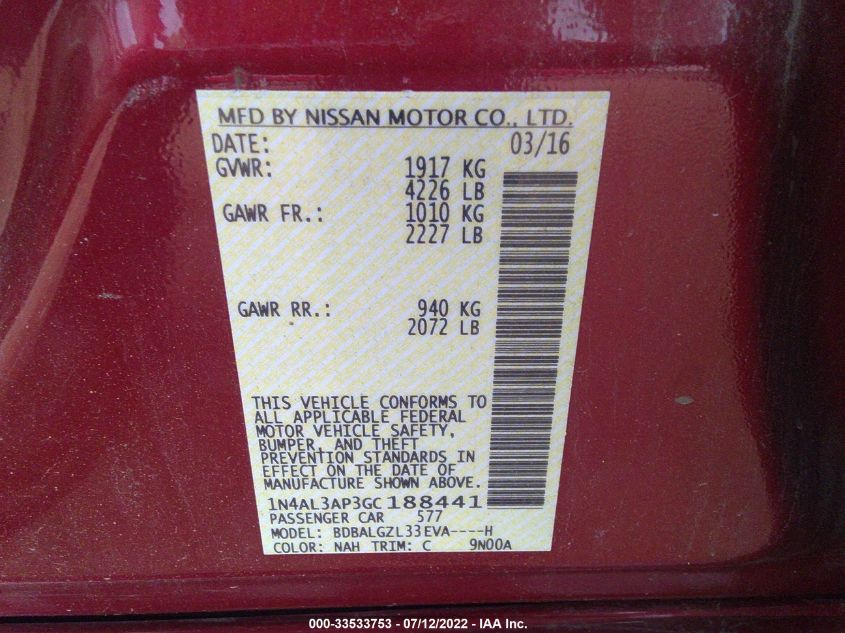 MFD BY NISSAN MOTOR CO., LTD.
DATE: 03/16
GVWR: 1917 KG
4226 LB
GAWR FR.: 1010 KG
2227 LB
GAWR RR.: 940 KG
2072 LB
THIS VEHICLE CONFORMS TO
ALL APPLICABLE FEDERAL
MOTOR VEHICLE SAFETY,
BUMPER, AND THEFT
PREVENTION STANDARDS IN
EFFECT ON THE DATE OF
MANUFACTURE SHOWN ABOVE.
1N4AL3AP3GC188441
PASSENGER CAR 577
MODEL: BDBALGZL33EVA----H
COLOR: NAH TRIM: C 9N00A
000-33533753 - 07/12/2022 - IAA Inc.